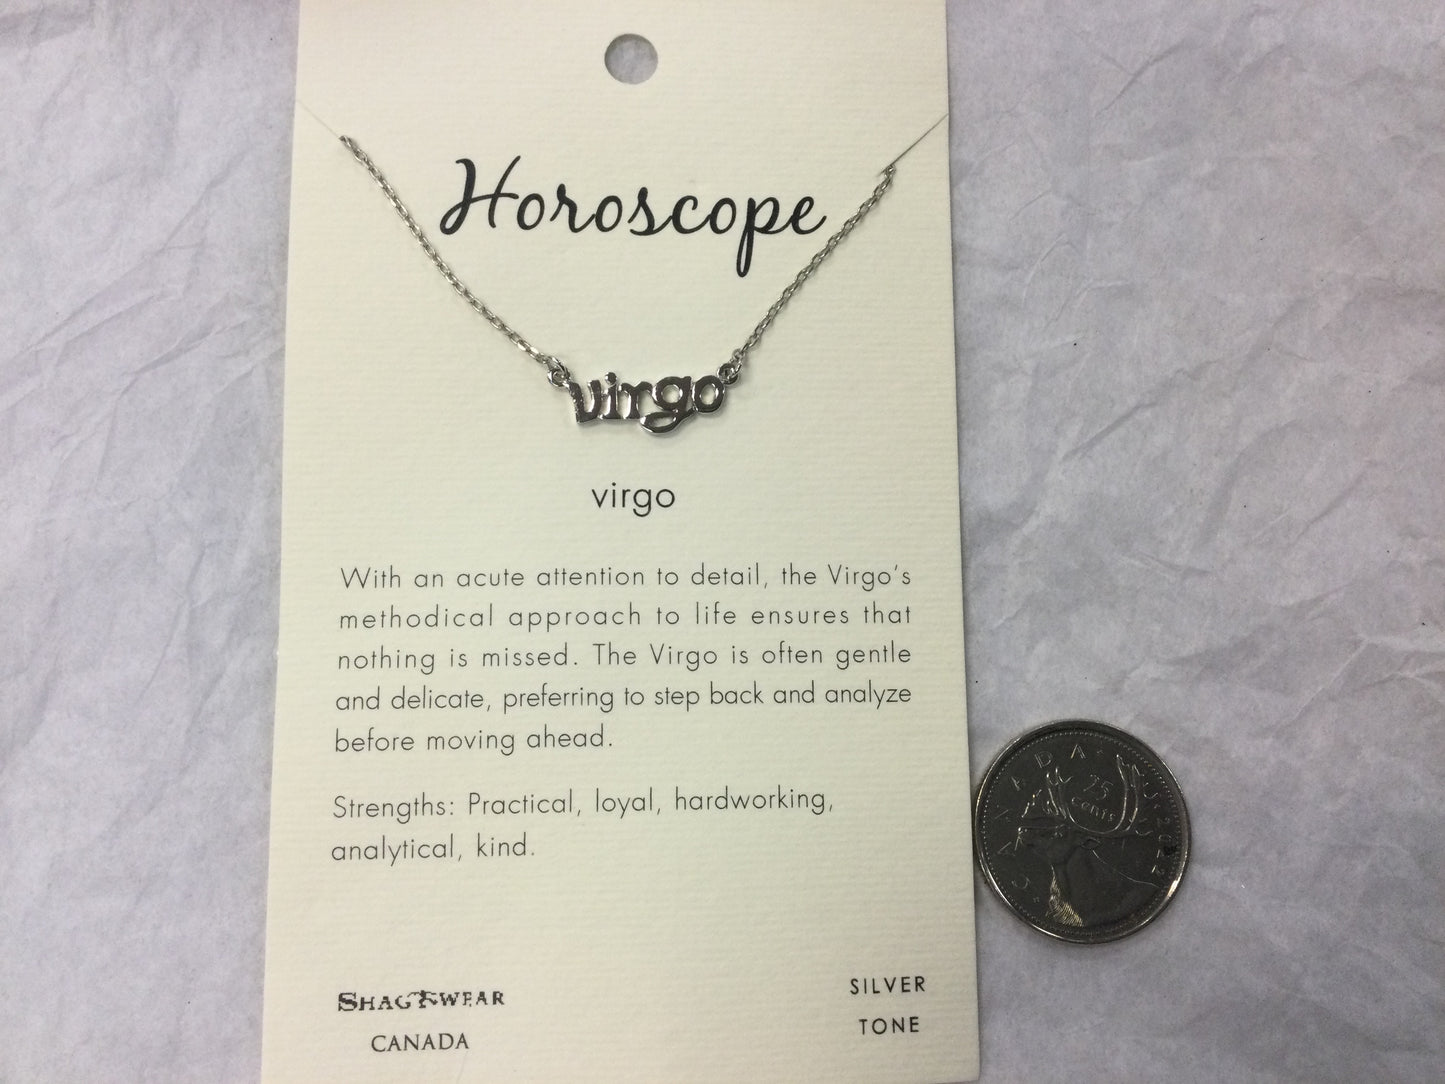 Horoscope
virgo
virgo
With an acute attention to detail, the Virgo's
methodical approach to life ensures that
nothing is missed. The Virgo is often gentle
and delicate, preferring to step back and analyze
before moving ahead.
Strengths: Practical, loyal, hardworking,
analytical, kind.
SHAGWEAR
CANADA
SILVER
TONE
CANADA
25
cents
2022